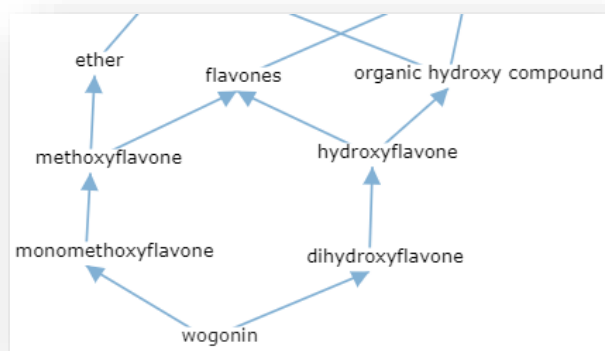 ether
flavones
organic hydroxy compound
methoxyflavone
hydroxyflavone
monomethoxyflavone
dihydroxyflavone
wogonin